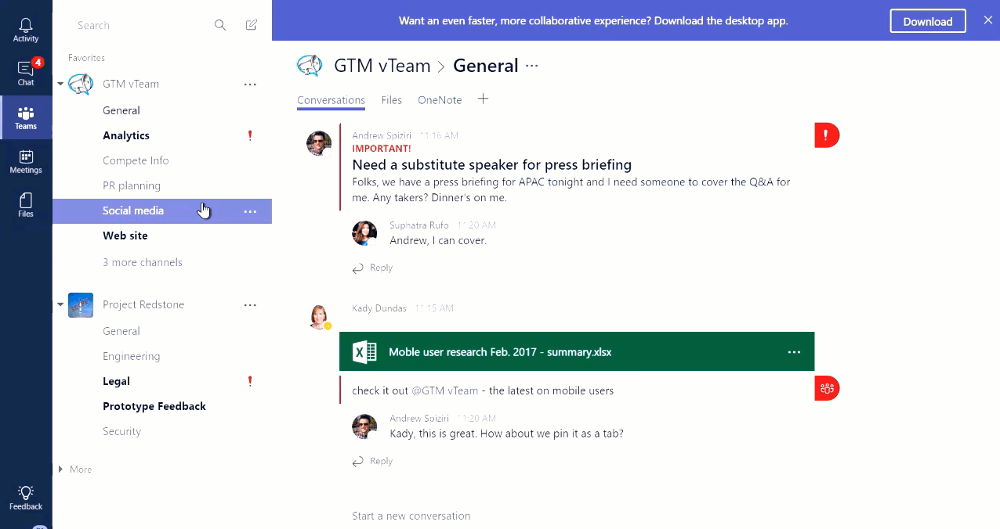 Want an even faster, more collaborative experience? Download the desktop app.
Download
Activity
4
Chat
Teams
Meetings
Files
Feedback
Search
Favorites
GTM vTeam
General
Analytics
Compete Info
PR planning
Social media
Web site
3 more channels
Project Redstone
General
Engineering
Legal
Prototype Feedback
Security
More
GTM vTeam > General
Conversations Files OneNote
Andrew Spiziri 11:16 AM
IMPORTANT!
Need a substitute speaker for press briefing
Folks, we have a press briefing for APAC tonight and I need someone to cover the Q&A for
me. Any takers? Dinner's on me.
Suphatra Rufo 11:20 AM
Andrew, I can cover.
Reply
Kady Dundas 11:15 AM
Moble user research Feb. 2017 - summary.xlsx
check it out @GTM vTeam - the latest on mobile users
Andrew Spiziri 11:20 AM
Kady, this is great. How about we pin it as a tab?
Reply
Start a new conversation